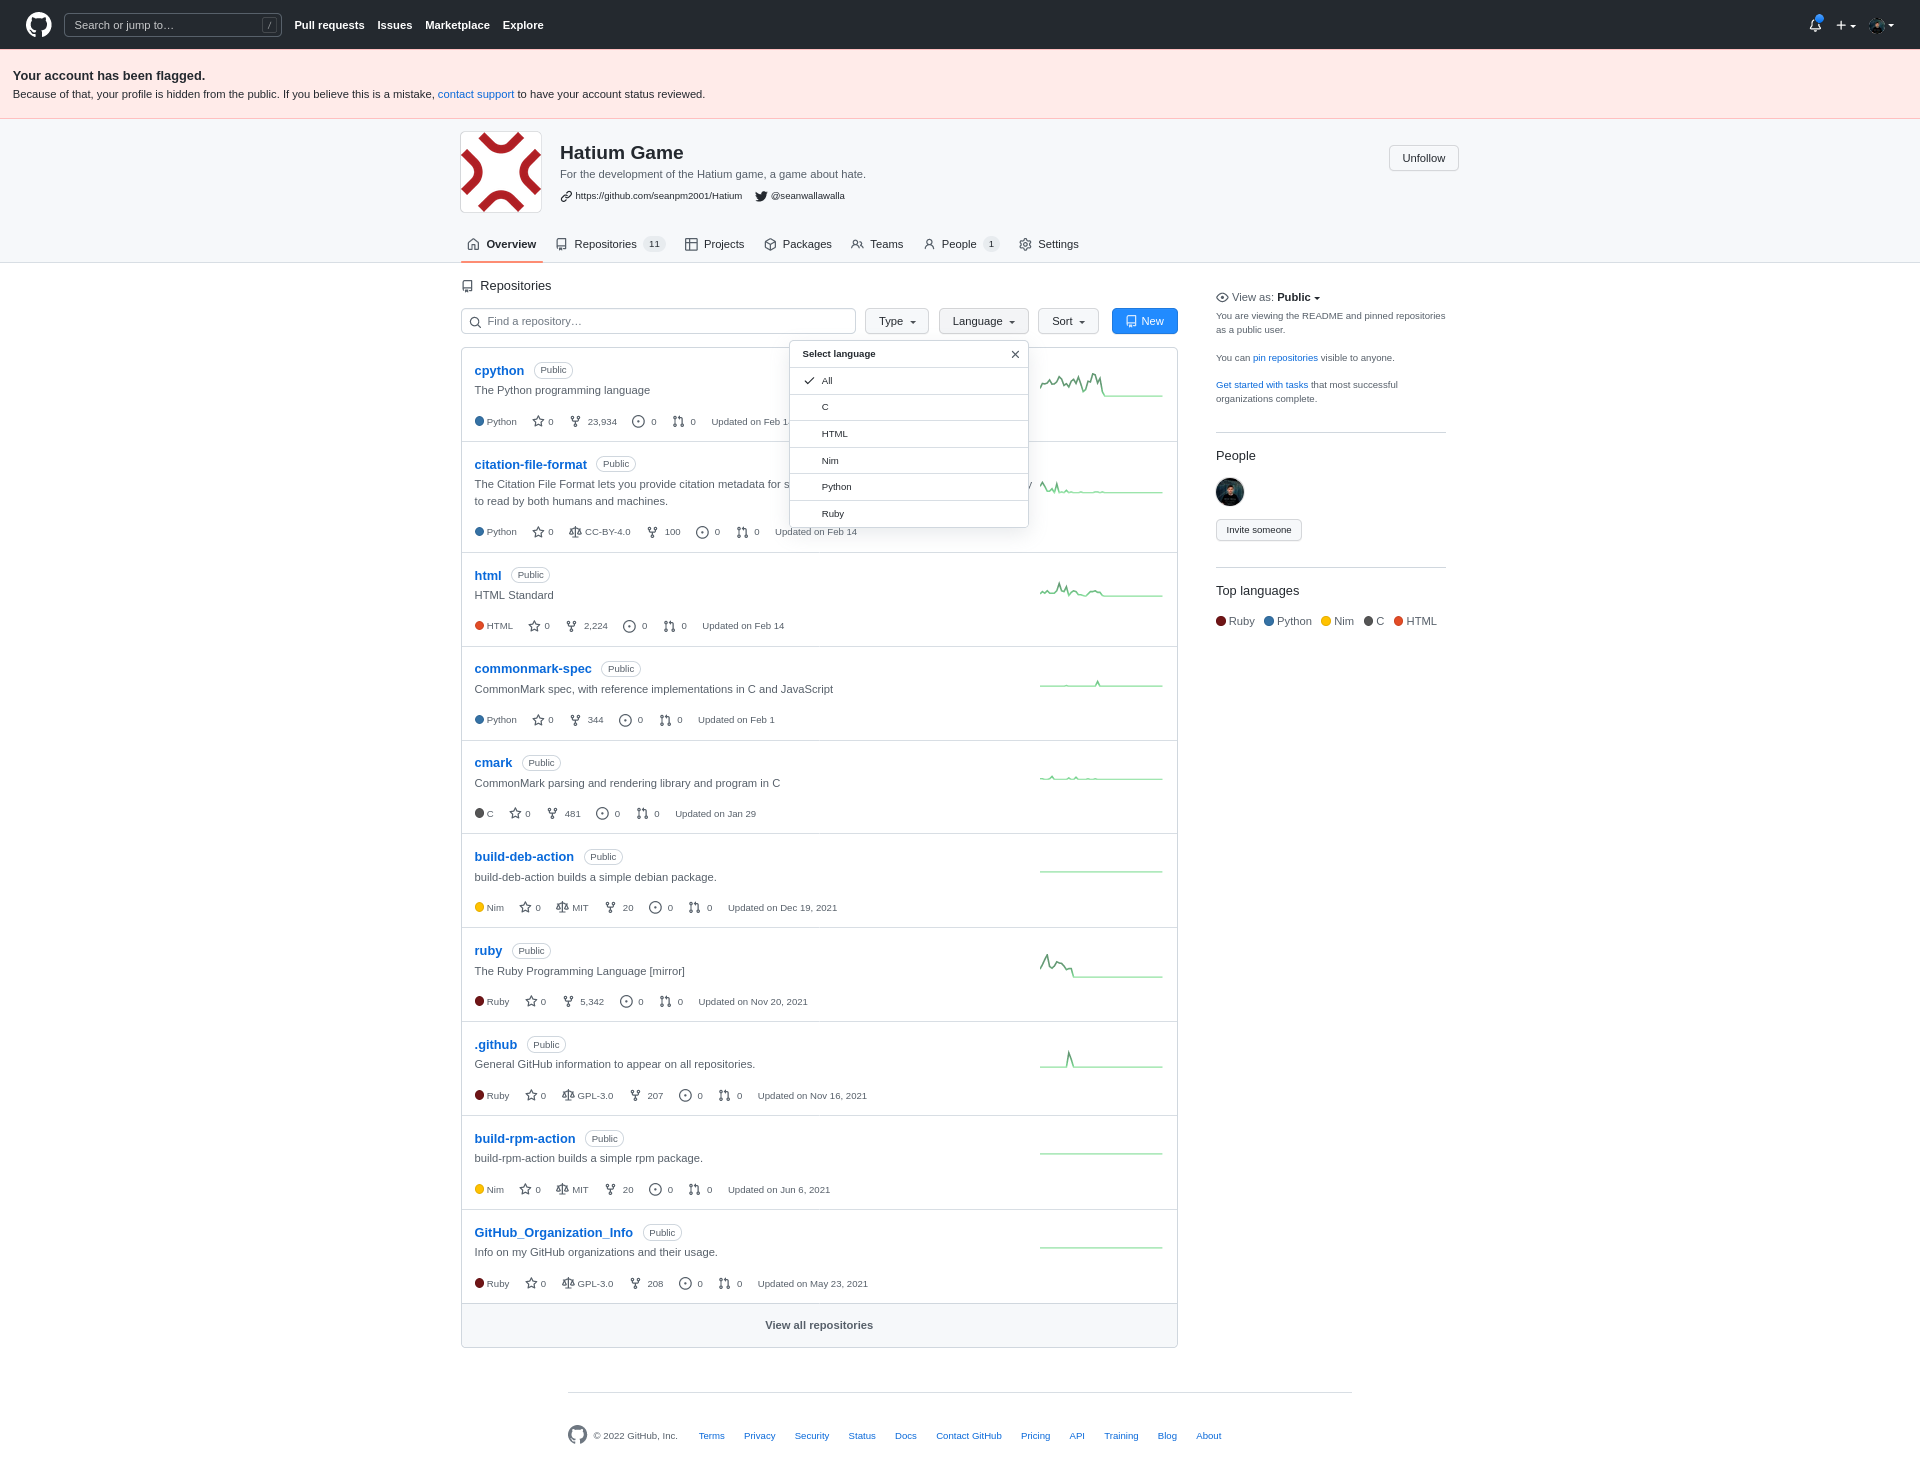 Search or jump to… /
Pull requests Issues Marketplace Explore
Your account has been flagged.
Because of that, your profile is hidden from the public. If you believe this is a mistake, contact support to have your account status reviewed.
Hatium Game
For the development of the Hatium game, a game about hate.
https://github.com/seanpm2001/Hatium @seanwallawalla
Unfollow
Overview Repositories 11 Projects Packages Teams People 1 Settings
Repositories
Find a repository… Type Language Sort New
Select language
All
C
HTML
Nim
Python
Ruby
cpython Public
The Python programming language
Python 0 23,934 0 0 Updated on Feb
citation-file-format Public
The Citation File Format lets you provide citation metadata for
to read by both humans and machines.
Python 0 CC-BY-4.0 100 0 0 Updated on Feb 14
html Public
HTML Standard
HTML 0 2,224 0 0 Updated on Feb 14
commonmark-spec Public
CommonMark spec, with reference implementations in C and JavaScript
Python 0 344 0 0 Updated on Feb 1
cmark Public
CommonMark parsing and rendering library and program in C
C 0 481 0 0 Updated on Jan 29
build-deb-action Public
build-deb-action builds a simple debian package.
Nim 0 MIT 20 0 0 Updated on Dec 19, 2021
ruby Public
The Ruby Programming Language [mirror]
Ruby 0 5,342 0 0 Updated on Nov 20, 2021
.github Public
General GitHub information to appear on all repositories.
Ruby 0 GPL-3.0 207 0 0 Updated on Nov 16, 2021
build-rpm-action Public
build-rpm-action builds a simple rpm package.
Nim 0 MIT 20 0 0 Updated on Jun 6, 2021
GitHub_Organization_Info Public
Info on my GitHub organizations and their usage.
Ruby 0 GPL-3.0 208 0 0 Updated on May 23, 2021
View all repositories
View as: Public
You are viewing the README and pinned repositories
as a public user.
You can pin repositories visible to anyone.
Get started with tasks that most successful
organizations complete.
People
Invite someone
Top languages
Ruby Python Nim C HTML
© 2022 GitHub, Inc. Terms Privacy Security Status Docs Contact GitHub Pricing API Training Blog About